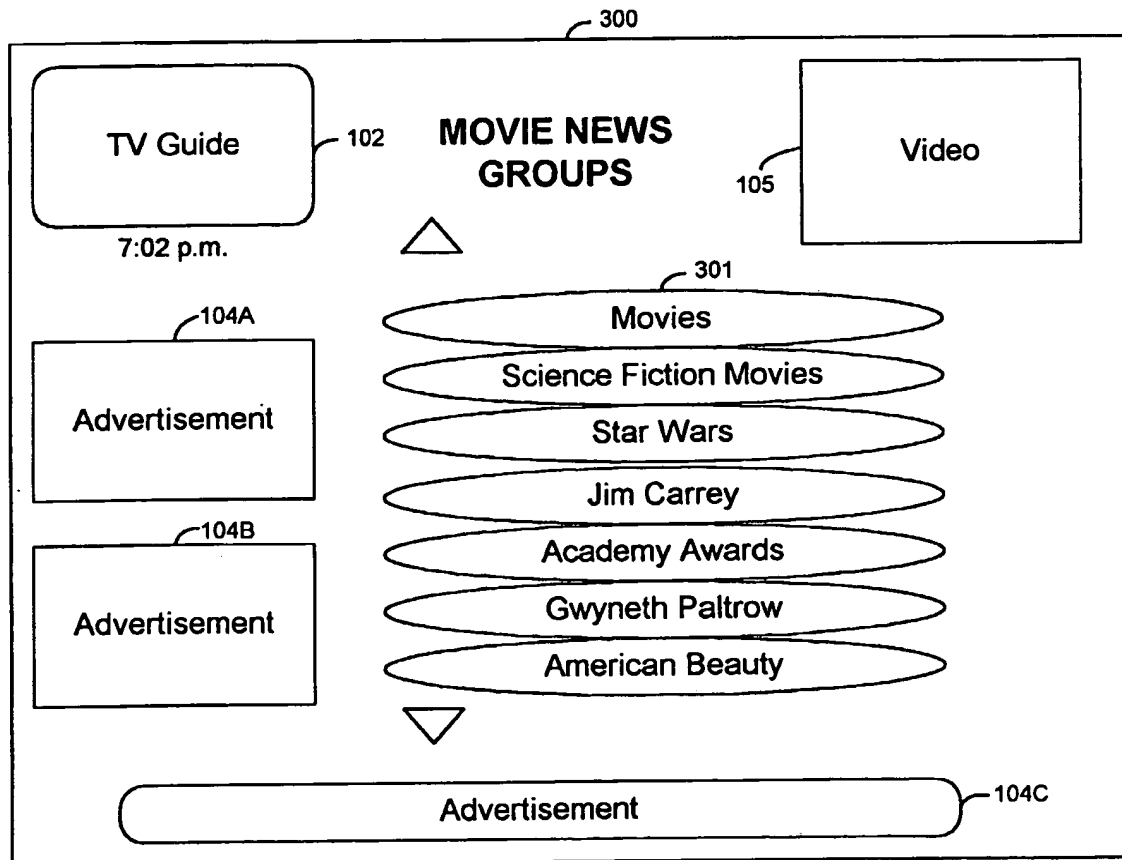 300
TV Guide
102
MOVIE NEWS
GROUPS
Video
105
7:02 p.m.
301
Movies
104A
Science Fiction Movies
Advertisement
Star Wars
Jim Carrey
104B
Academy Awards
Advertisement
Gwyneth Paltrow
American Beauty
Advertisement
104C